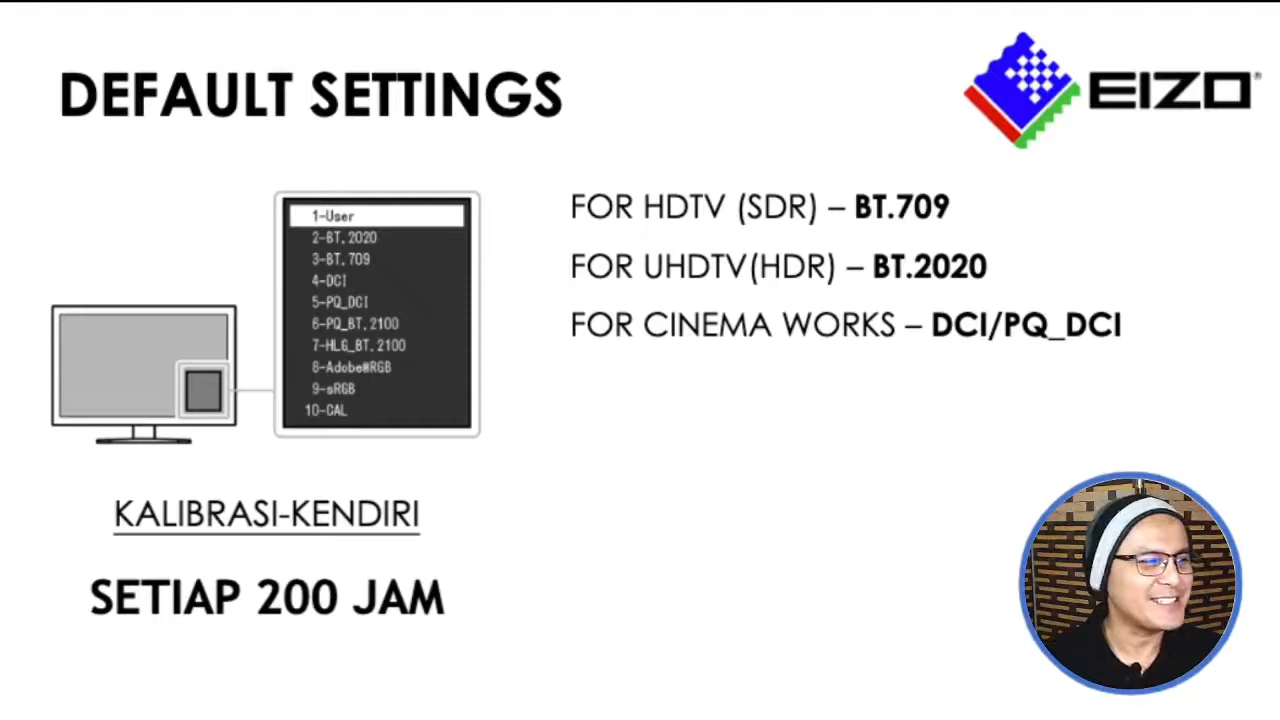 DEFAULT SETTINGS
EIZO®
1-User
2-BT.2020
3-BT.709
4-DCI
5-PQ_DCI
6-PQ_BT.2100
7-HLG_BT.2100
8-Adobe®RGB
9-sRGB
10-CAL
FOR HDTV (SDR) – BT.709
FOR UHDTV(HDR) – BT.2020
FOR CINEMA WORKS – DCI/PQ_DCI
KALIBRASI-KENDIRI
SETIAP 200 JAM